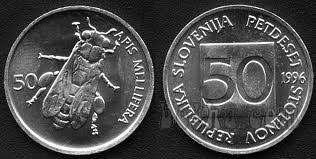 50
APIS MELLIFERA
REPUBLIKA SLOVENIJA PETDESET STOTINOV
50
1996